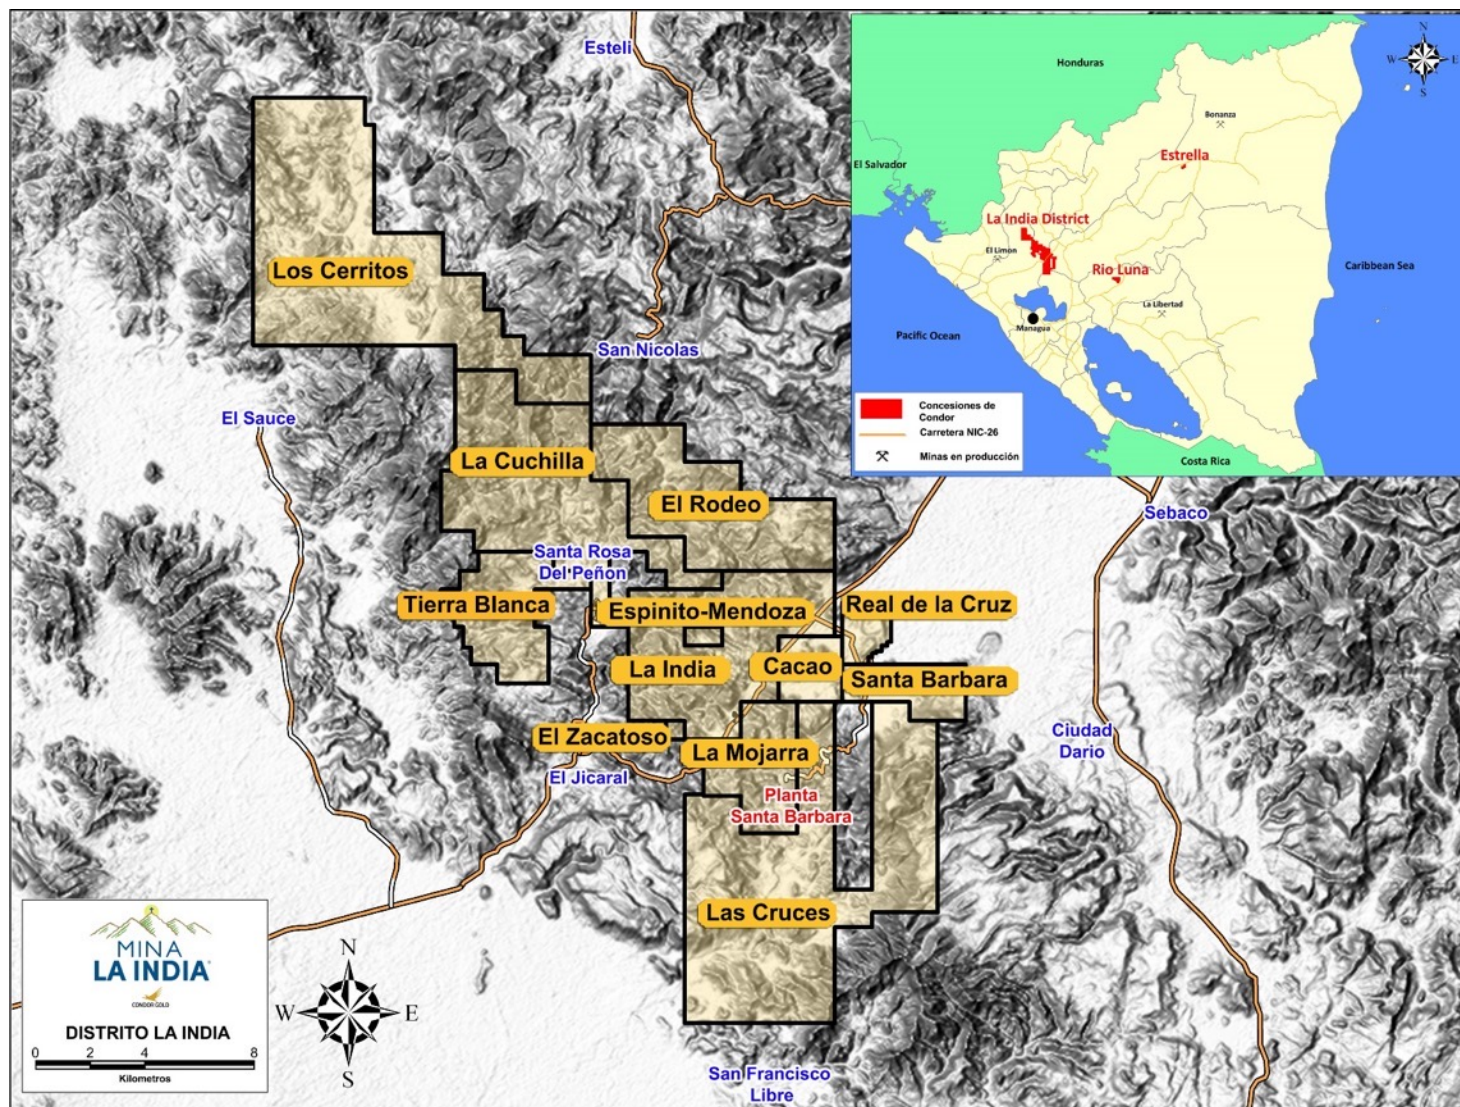 Esteli
Los Cerritos
San Nicolas
El Sauce
La Cuchilla
El Rodeo
Sebaco
Santa Rosa
Del Peñon
Tierra Blanca
Espinito-Mendoza
Real de la Cruz
La India
Cacao
Santa Barbara
El Zacatoso
La Mojarra
Ciudad
Dario
El Jicaral
Planta
Santa Barbara
Las Cruces
San Francisco
Libre
N
W
E
S
MINA
LA INDIA
CONDOR GOLD
DISTRITO LA INDIA
0 2 4 8
Kilometros
Honduras
N
W
E
S
Bonanza
El Salvador
Estrella
La India District
El Limon
Rio Luna
Caribbean Sea
La Libertad
Managua
Pacific Ocean
Concesiones de
Condor
Carretera NIC-26
Minas en producción
Costa Rica